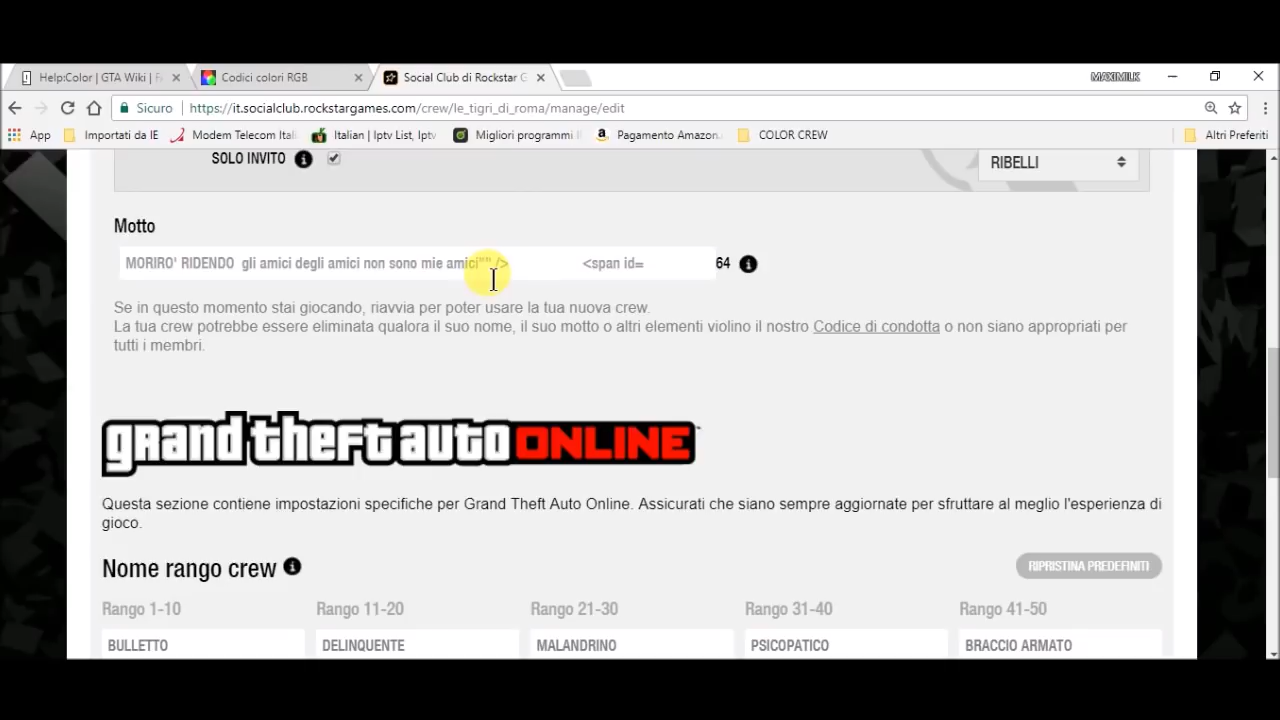 Help:Color | GTA Wiki | F
Codici colori RGB
Social Club di Rockstar G
MAXIMILK
Sicuro
https://it.socialclub.rockstargames.com/crew/le_tigri_di_roma/manage/edit
App
Importati da IE
Modem Telecom Itali
Italian | Iptv List, Iptv
Migliori programmi I
Pagamento Amazon.
COLOR CREW
Altri Preferiti
SOLO INVITO
RIBELLI
Motto
MORIRO' RIDENDO gli amici degli amici non sono mie amici"" /> <span id= 64
Se in questo momento stai giocando, riavvia per poter usare la tua nuova crew.
La tua crew potrebbe essere eliminata qualora il suo nome, il suo motto o altri elementi violino il nostro Codice di condotta o non siano appropriati per
tutti i membri.
grand theft auto ONLINE
Questa sezione contiene impostazioni specifiche per Grand Theft Auto Online. Assicurati che siano sempre aggiornate per sfruttare al meglio l'esperienza di
gioco.
Nome rango crew
RIPRISTINA PREDEFINITI
Rango 1-10 Rango 11-20 Rango 21-30 Rango 31-40 Rango 41-50
BULLETTO DELINQUENTE MALANDRINO PSICOPATICO BRACCIO ARMATO